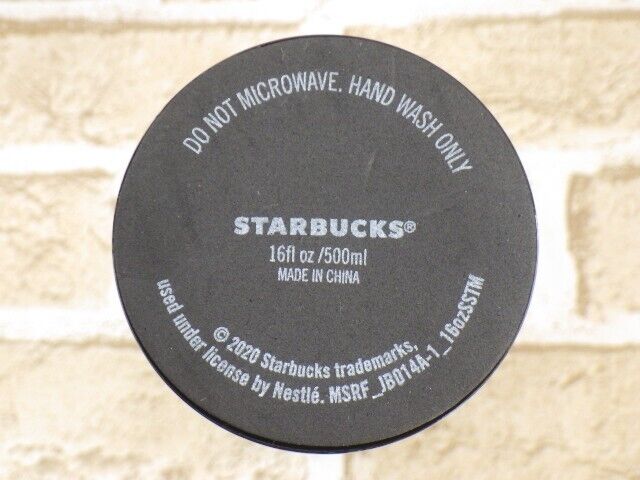 DO NOT MICROWAVE. HAND WASH ONLY
STARBUCKS®
16fl oz /500ml
MADE IN CHINA
© 2020 Starbucks trademarks,
used under license by Nestlé. MSRF_JB014A-1_16ozSSTM